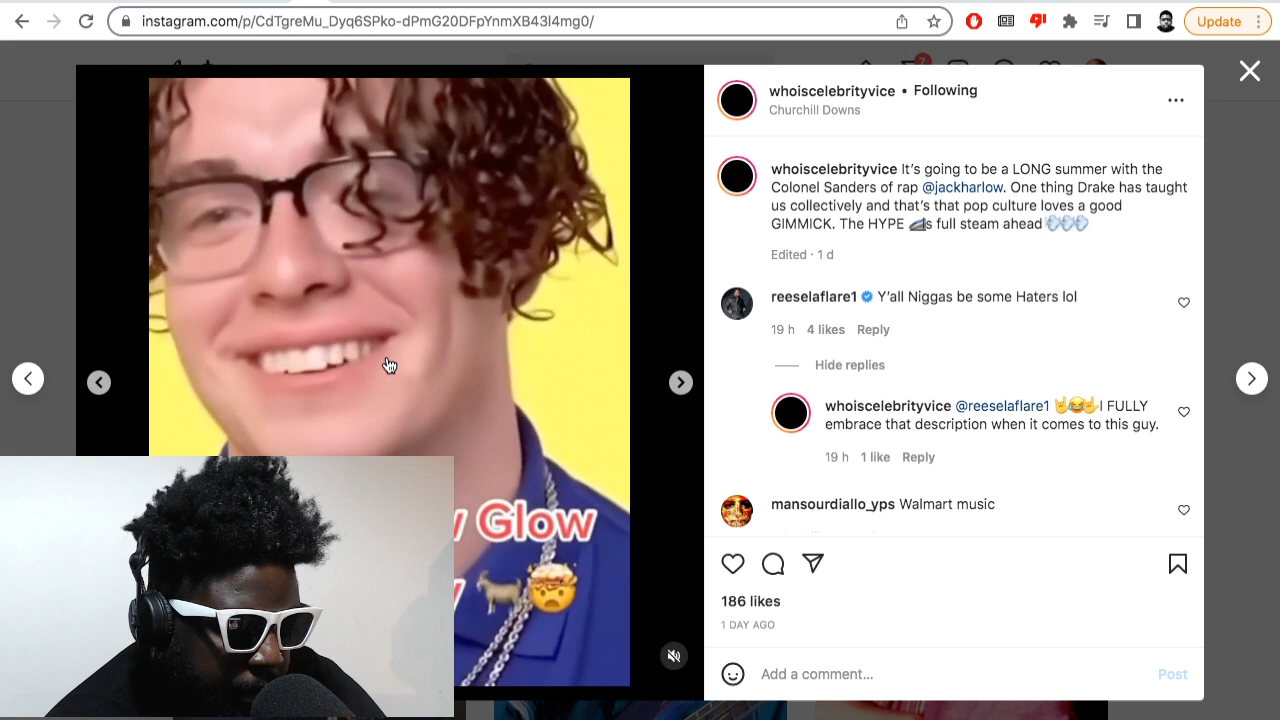 instagram.com/p/CdTgreMu_Dyq6SPko-dPmG20DFpYnmXB43l4mg0/
Update
7
whoiscelebrityvice • Following
Churchill Downs
whoiscelebrityvice It's going to be a LONG summer with the
Colonel Sanders of rap @jackharlow. One thing Drake has taught
us collectively and that's that pop culture loves a good
GIMMICK. The HYPE 🚄s full steam ahead 💨💨💨
Edited · 1 d
reeselaflare1 Y'all Niggas be some Haters lol
19 h 4 likes Reply
Hide replies
whoiscelebrityvice @reeselaflare1 🤘😂🤘I FULLY
embrace that description when it comes to this guy.
19 h 1 like Reply
mansourdiallo_yps Walmart music
Glow
186 likes
1 DAY AGO
Add a comment... Post